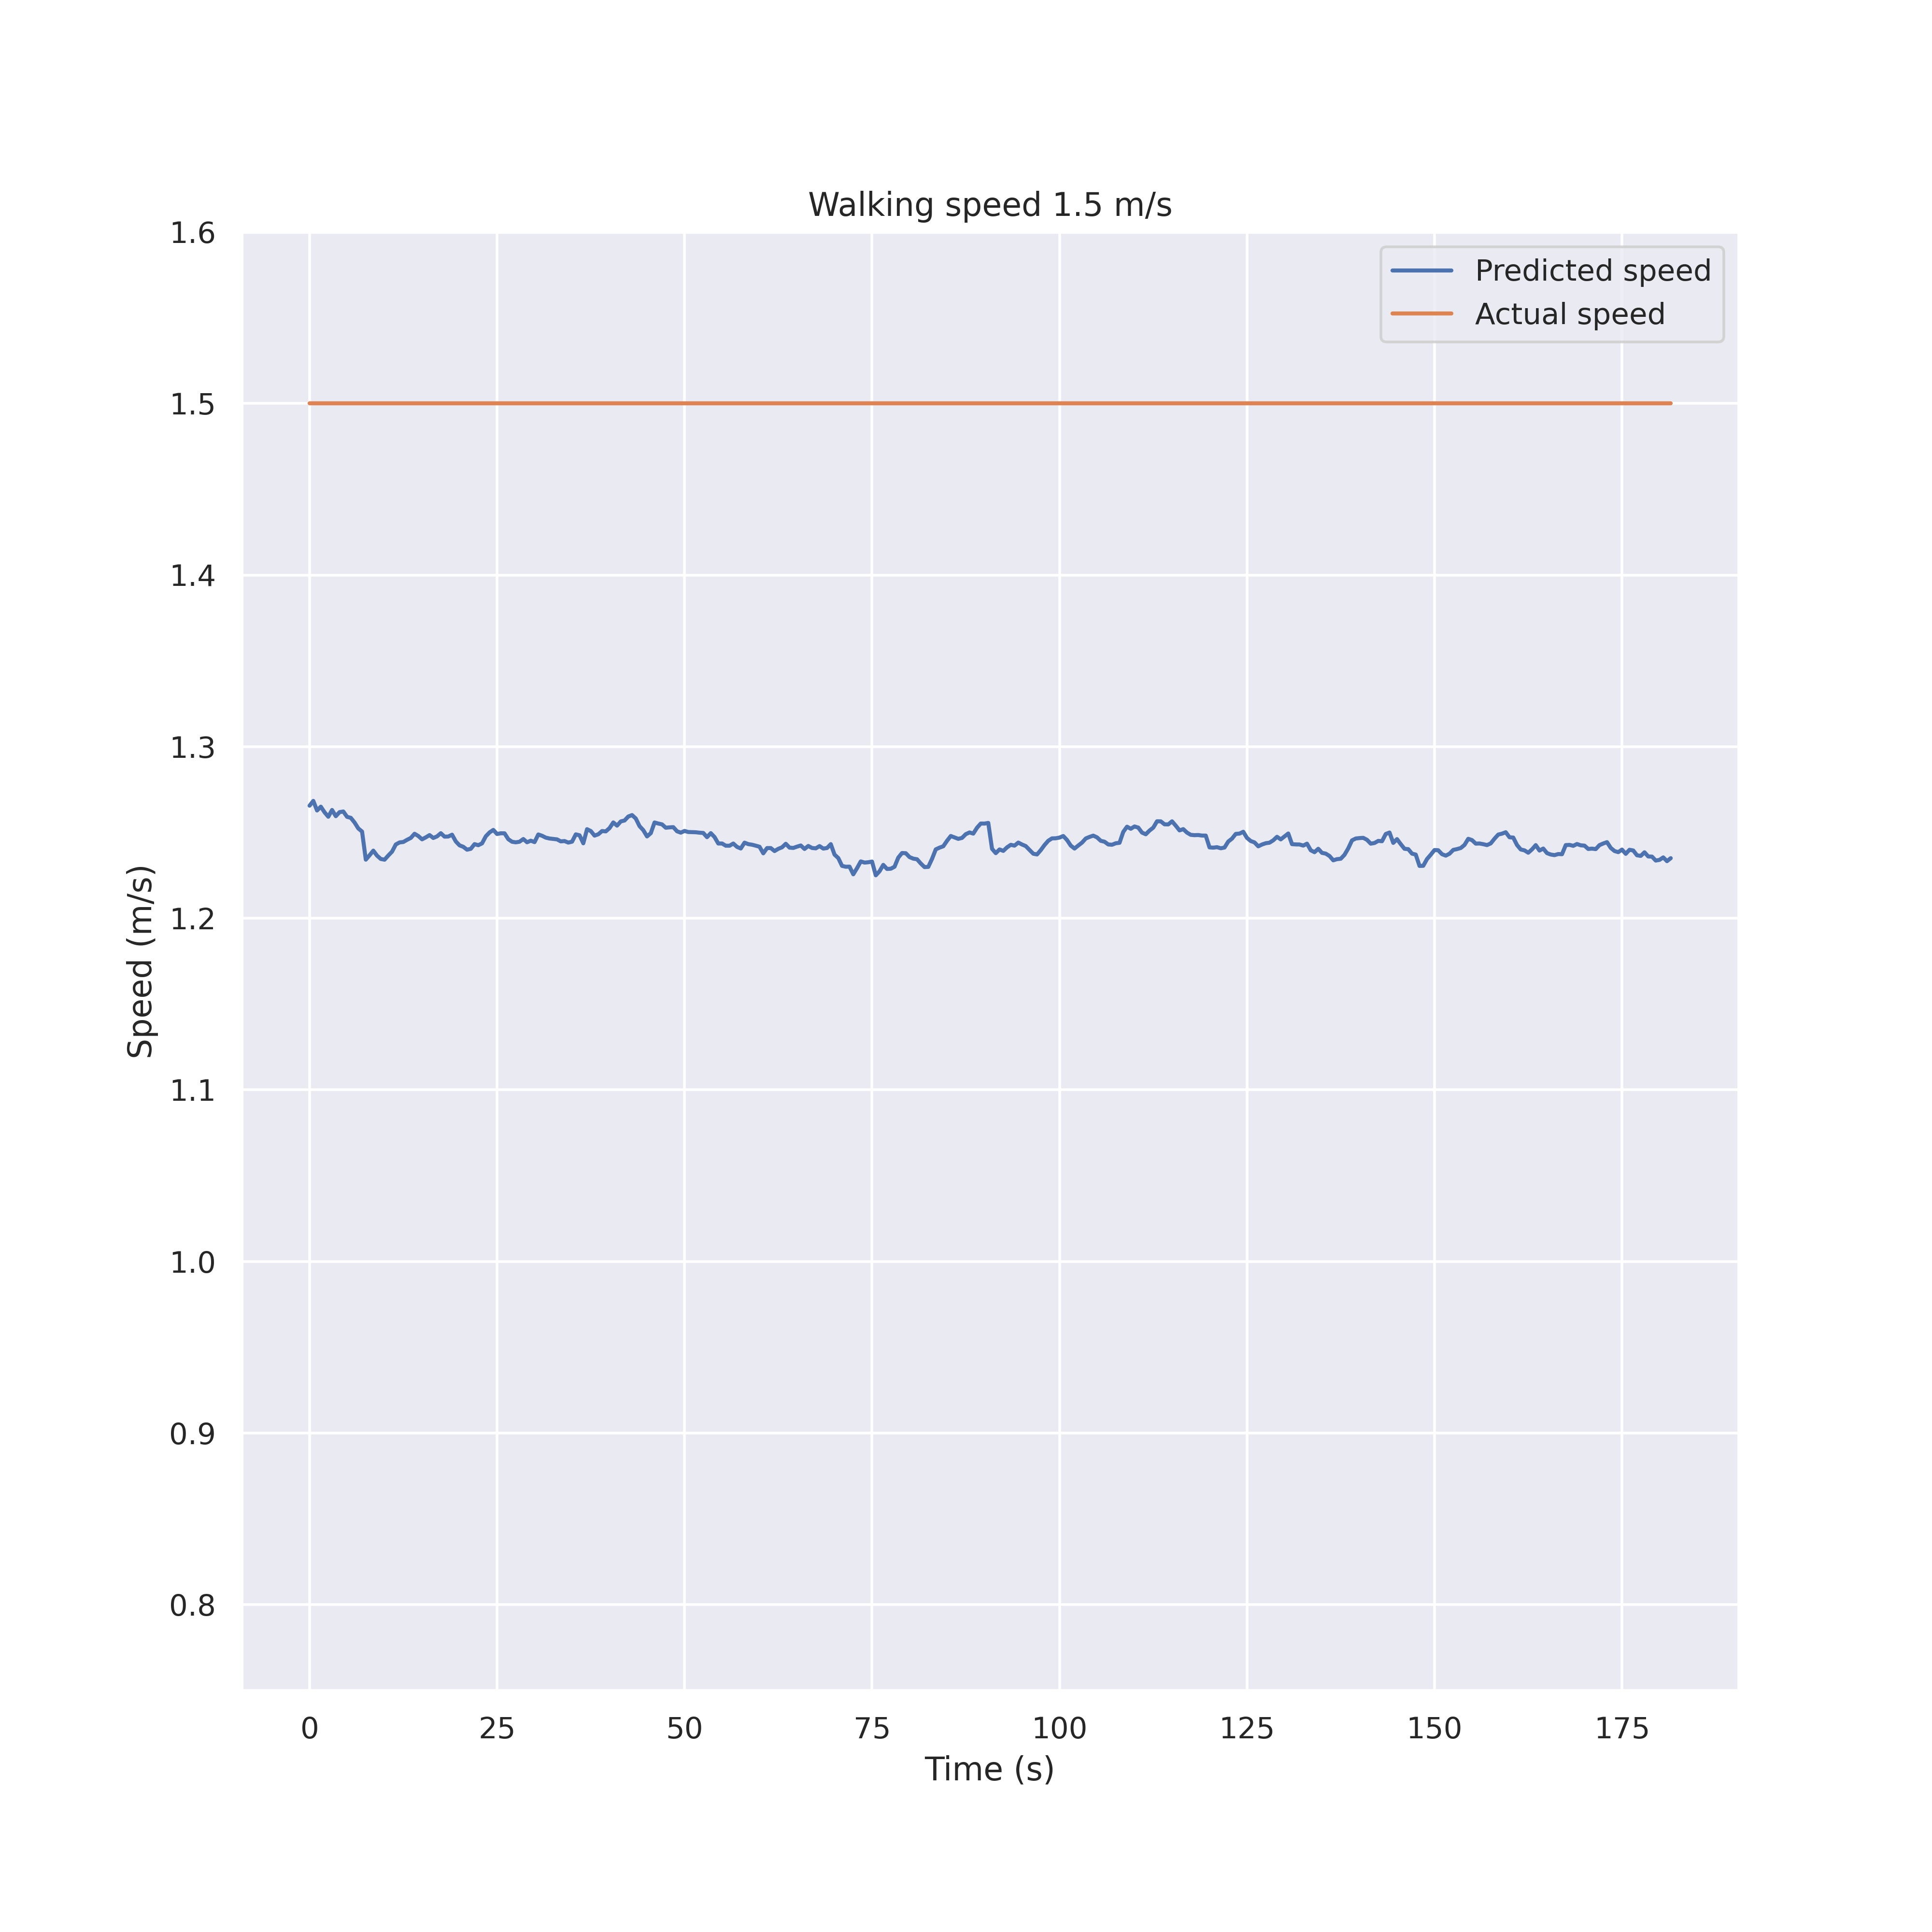 Walking speed 1.5 m/s
Predicted speed
Actual speed
1.6
1.5
1.4
1.3
1.2
1.1
1.0
0.9
0.8
Speed (m/s)
0 25 50 75 100 125 150 175
Time (s)